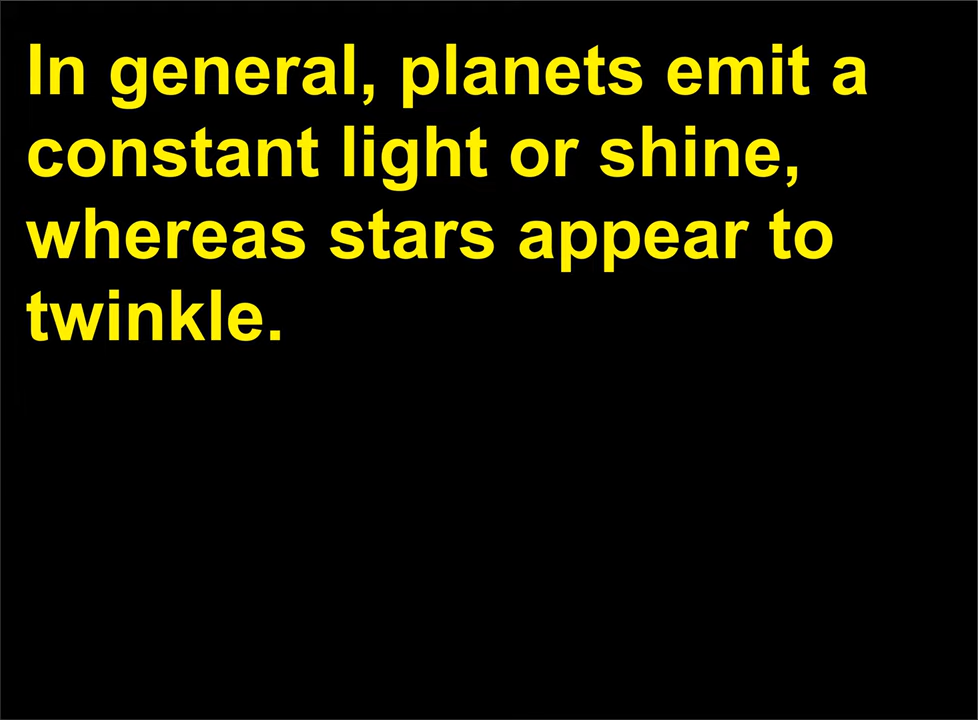 In general, planets emit a
constant light or shine,
whereas stars appear to
twinkle.